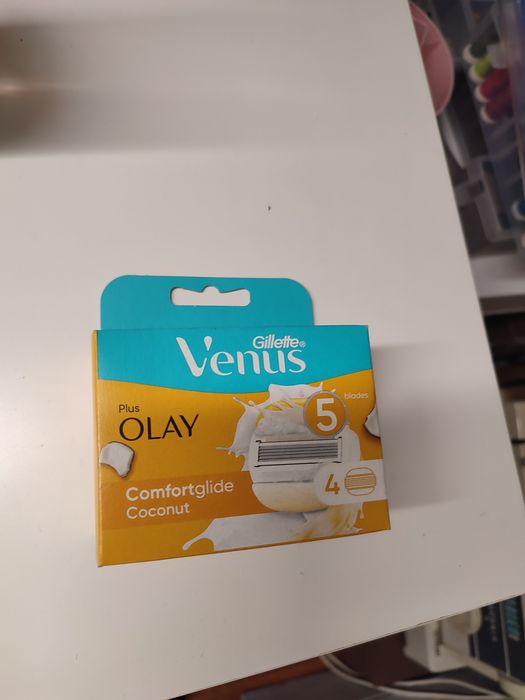 Gillette®
Venus
Plus
OLAY
5 blades
Comfortglide
Coconut
4